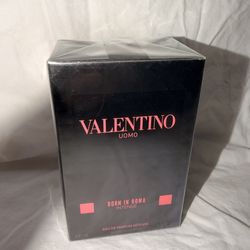 VALENTINO
UOMO
BORN IN ROMA
INTENSE